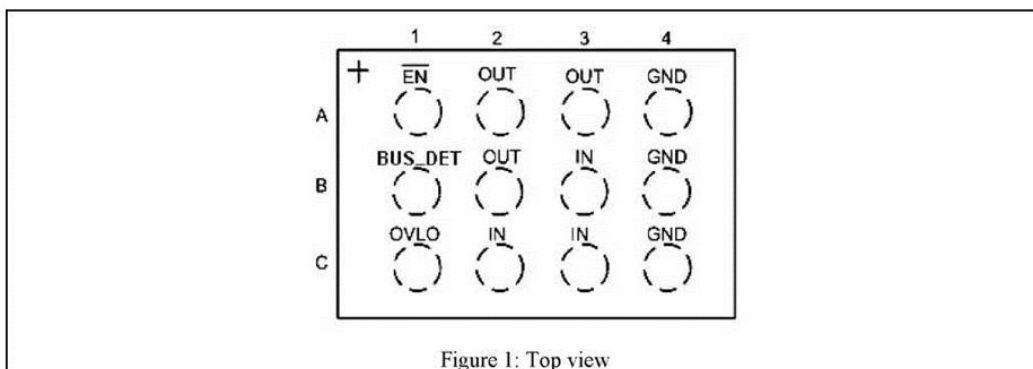 1 2 3 4
+ EN OUT OUT GND
A
BUS_DET OUT IN GND
B
OVLO IN IN GND
C
Figure 1: Top view